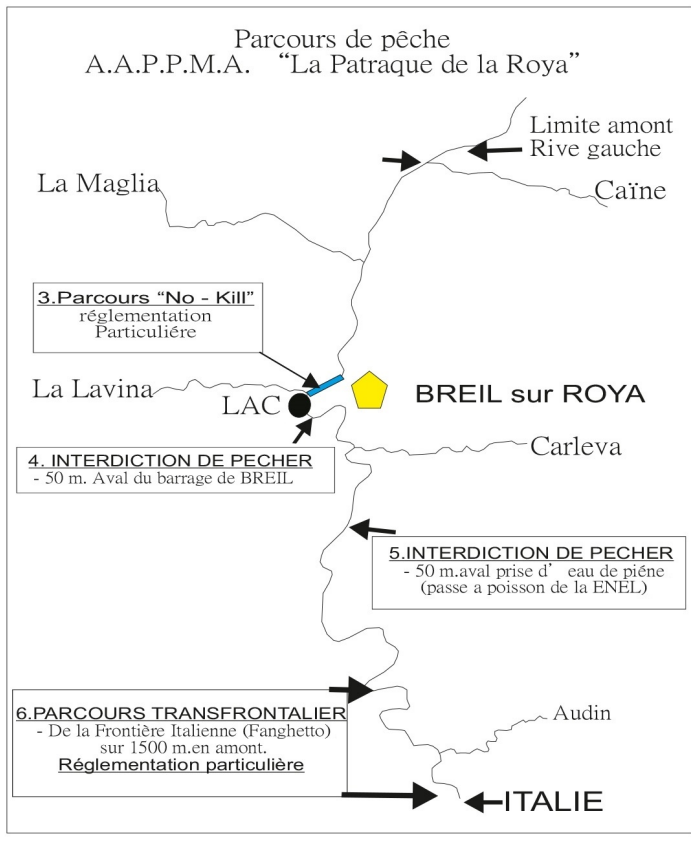 Parcours de pêche
A.A.P.P.M.A. “La Patraque de la Roya”
Limite amont
Rive gauche
La Maglia
Caïne
3.Parcours “No - Kill”
réglementation
Particuliére
La Lavina
LAC
BREIL sur ROYA
4. INTERDICTION DE PECHER
- 50 m. Aval du barrage de BREIL
Carleva
5.INTERDICTION DE PECHER
- 50 m.aval prise d’ eau de piéne
(passe a poisson de la ENEL)
6.PARCOURS TRANSFRONTALIER
- De la Frontière Italienne (Fanghetto)
sur 1500 m.en amont.
Réglementation particulière
Audin
ITALIE